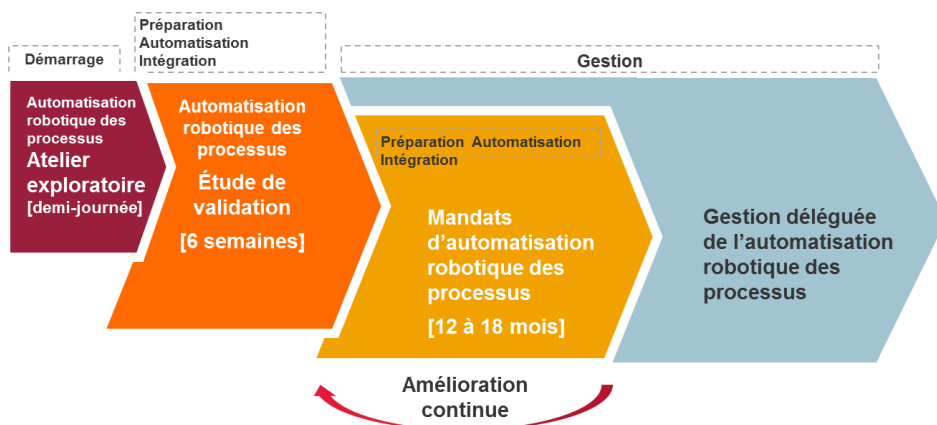 Démarrage
Préparation
Automatisation
Intégration
Gestion
Automatisation
robotique des
processus
Atelier
exploratoire
[demi-journée]
Automatisation
robotique des
processus
Étude de
validation
[6 semaines]
Préparation Automatisation
Intégration
Mandats
d’automatisation
robotique des
processus
[12 à 18 mois]
Gestion déléguée
de l’automatisation
robotique des
processus
Amélioration
continue